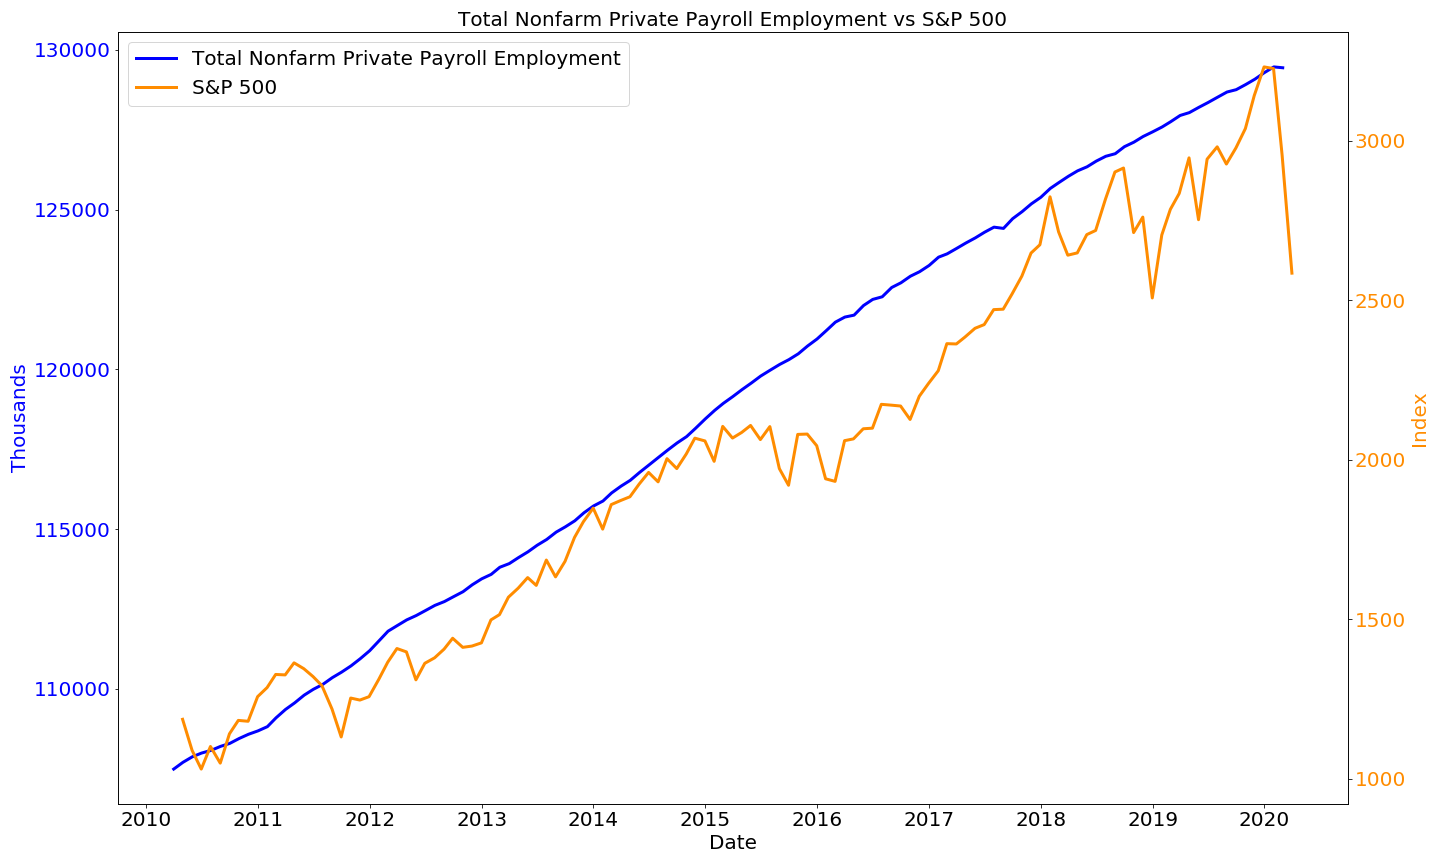 Total Nonfarm Private Payroll Employment vs S&P 500
Total Nonfarm Private Payroll Employment
S&P 500
130000
125000
120000
115000
110000
Thousands
3000
2500
2000
1500
1000
Index
2010 2011 2012 2013 2014 2015 2016 2017 2018 2019 2020
Date